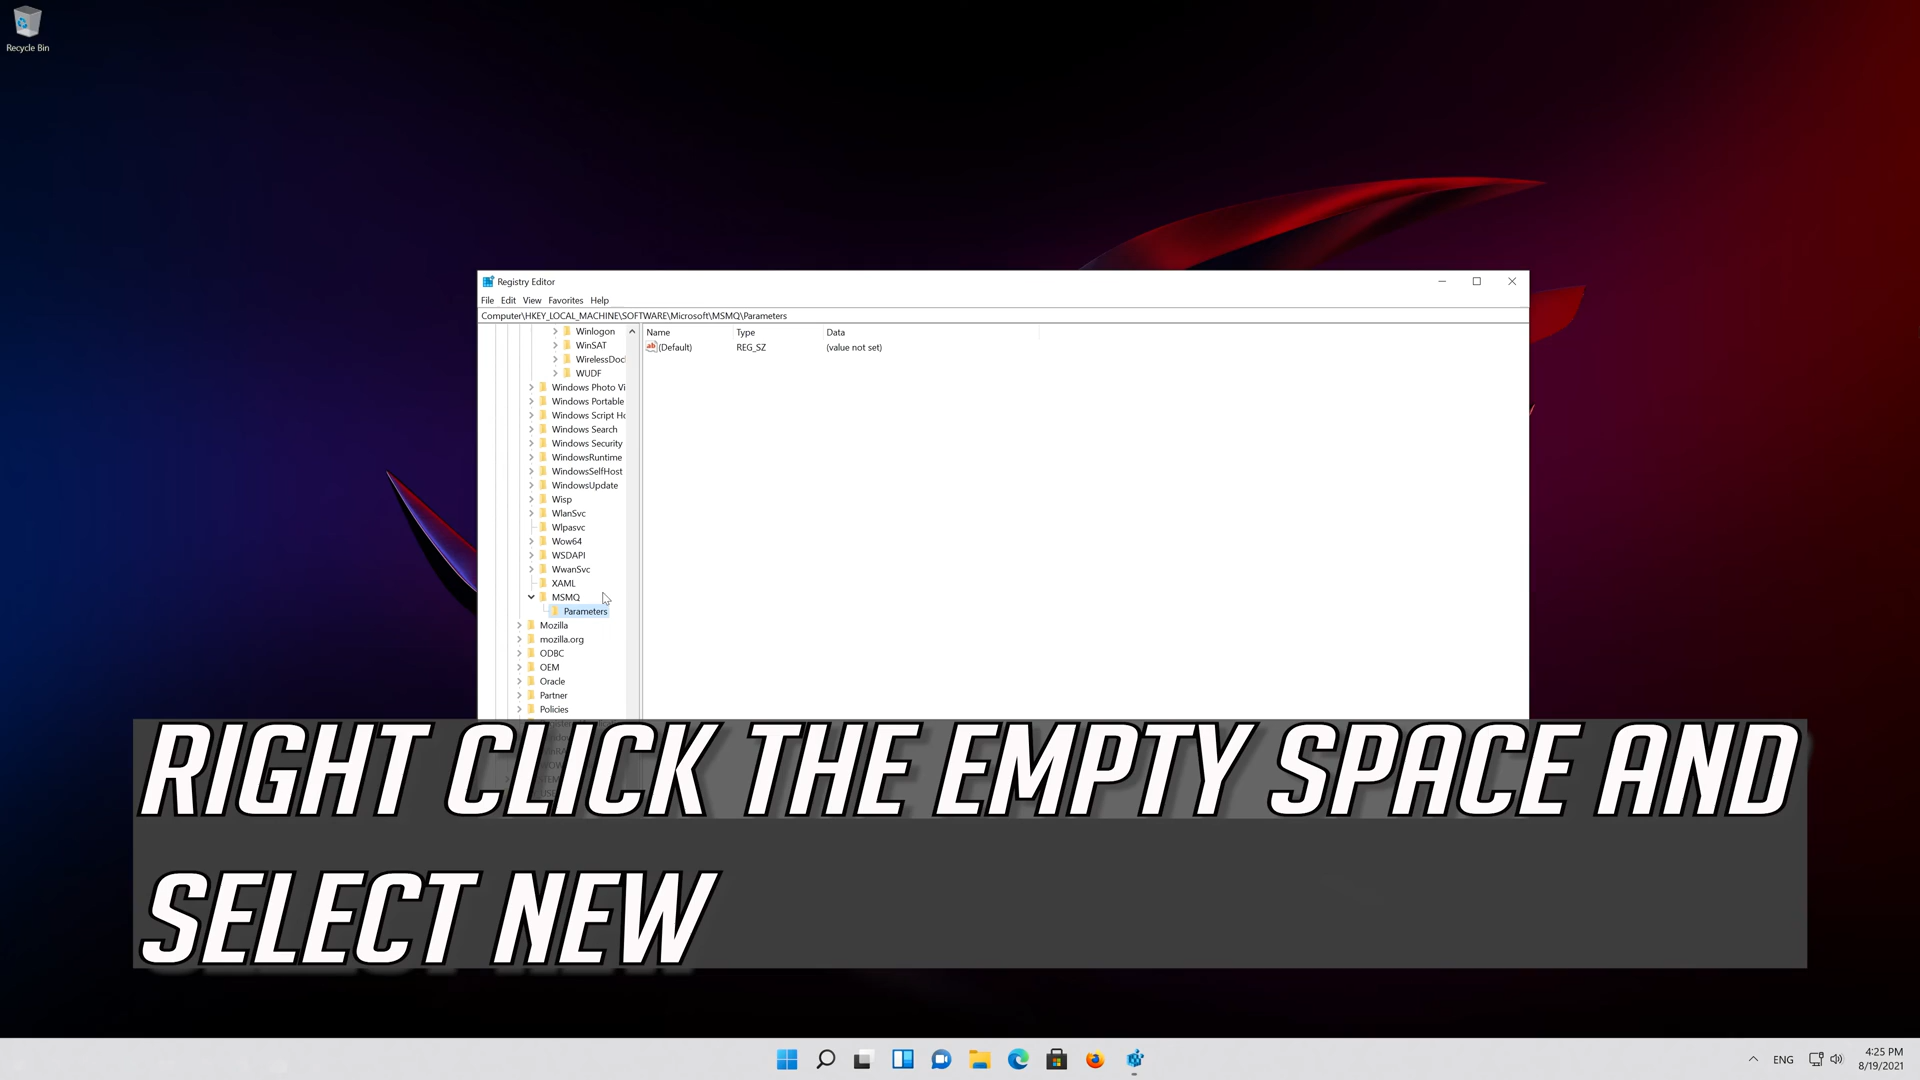 Recycle Bin
Registry Editor
File Edit View Favorites Help
Computer\HKEY_LOCAL_MACHINE\SOFTWARE\Microsoft\MSMQ\Parameters
Name Type Data
(Default) REG_SZ (value not set)
Winlogon
WinSAT
WirelessDoc
WUDF
Windows Photo Vi
Windows Portable
Windows Script Ho
Windows Search
Windows Security
WindowsRuntime
WindowsSelfHost
WindowsUpdate
Wisp
WlanSvc
Wlpasvc
Wow64
WSDAPI
WwanSvc
XAML
MSMQ
Parameters
Mozilla
mozilla.org
ODBC
OEM
Oracle
Partner
Policies
RIGHT CLICK THE EMPTY SPACE AND
SELECT NEW
ENG
4:25 PM
8/19/2021